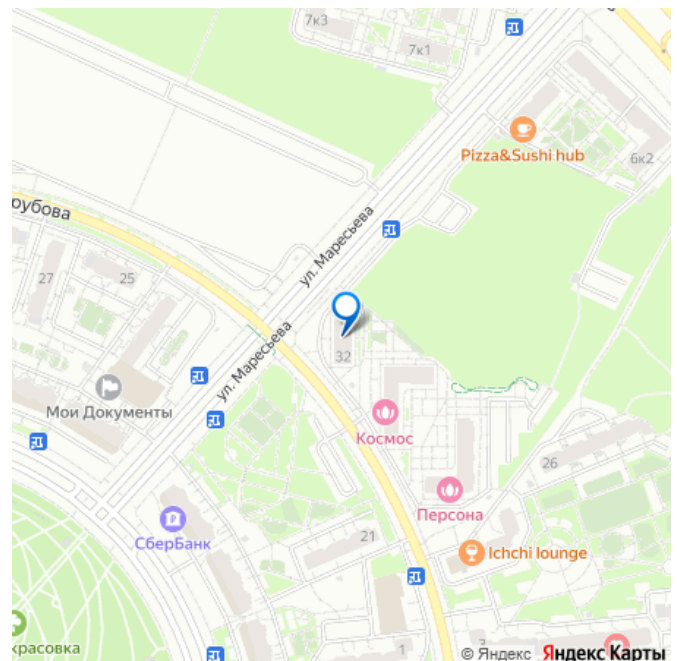 7к3
7к1
Pizza&Sushi hub
6к2
рубова
ул. Маресьева
27
25
32
ул. Маресьева
Мои Документы
Космос
26
Персона
СберБанк
21
Ichchi lounge
красовка
1
3
© Яндекс Яндекс Карты